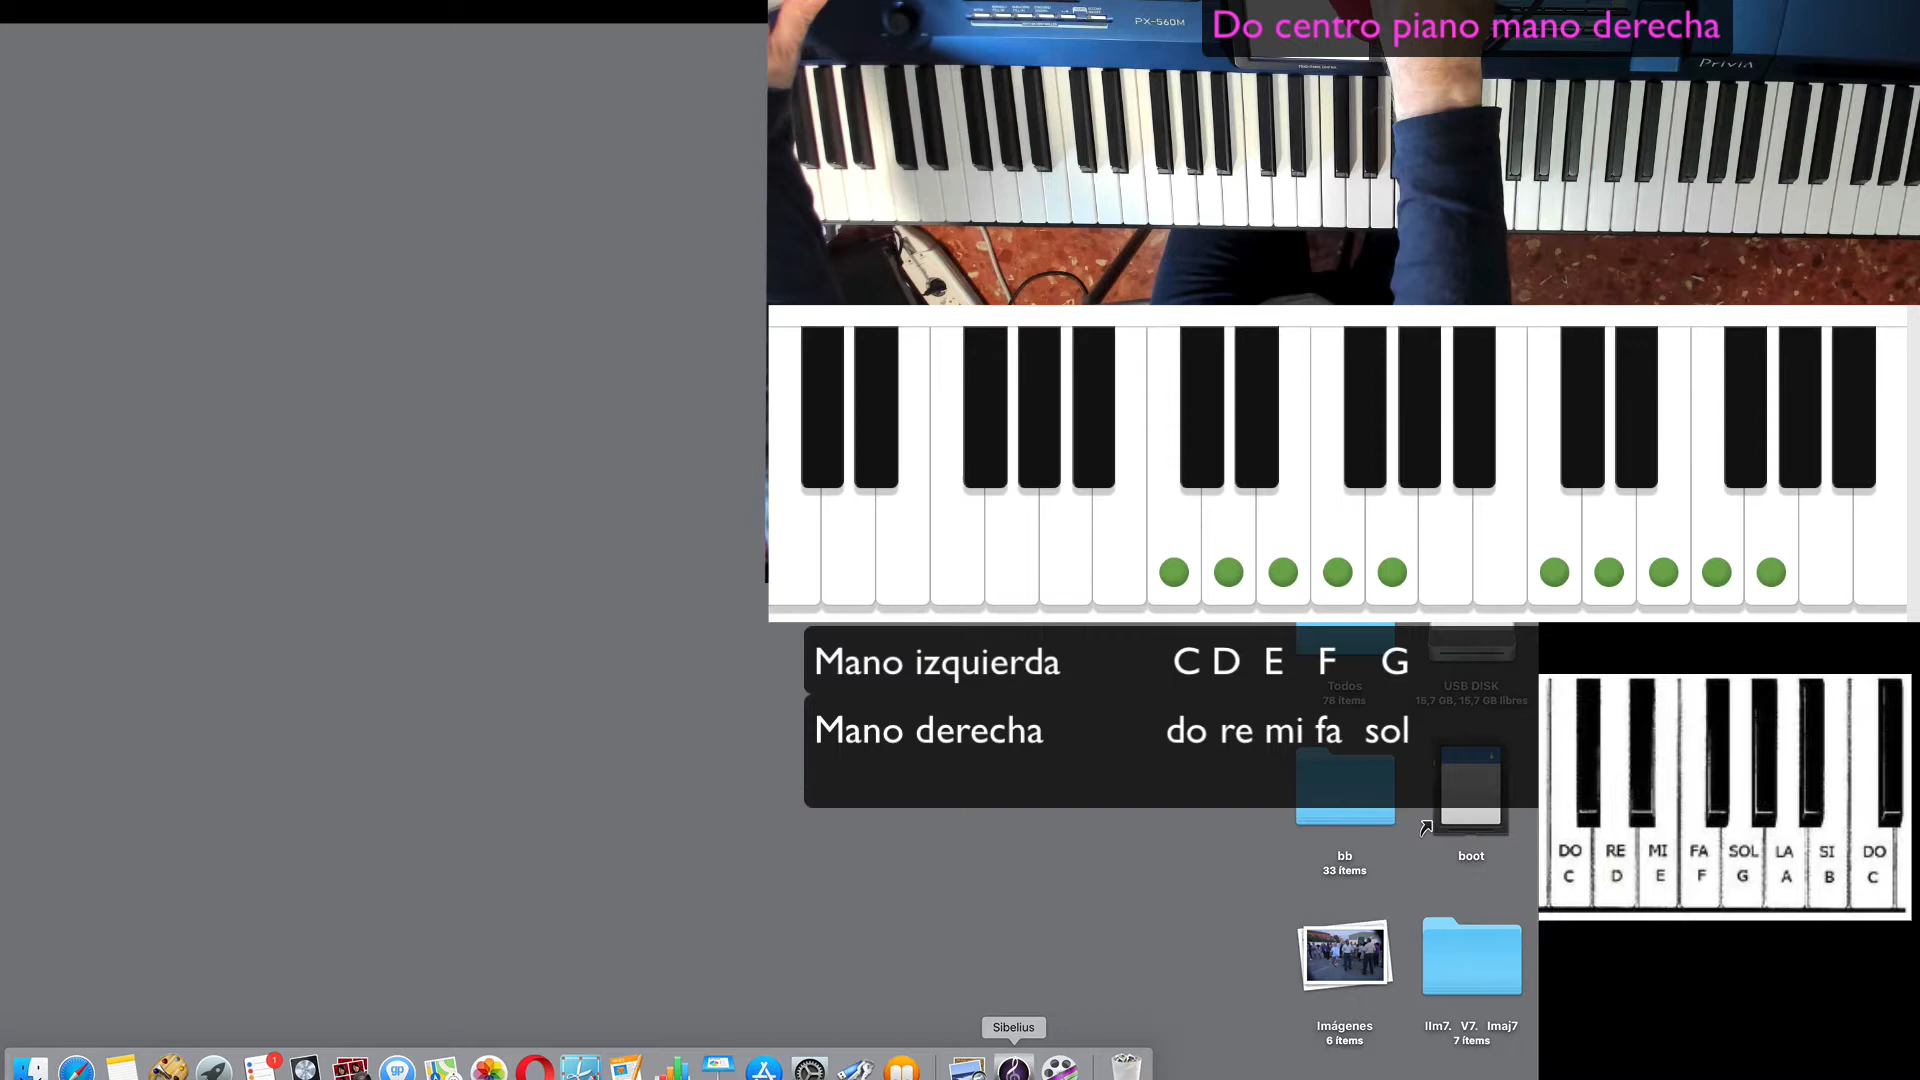 PX-560M
Do centro piano mano derecha
Privia
Mano izquierda C D E F G
Mano derecha do re mi fa sol
Todos
78 ítems
USB DISK
15,7 GB, 15,7 GB libres
bb
33 ítems
boot
DO RE MI FA SOL LA SI DO
C D E F G A B C
Imágenes
6 ítems
IIm7. V7. Imaj7
7 ítems
Sibelius
1
gp